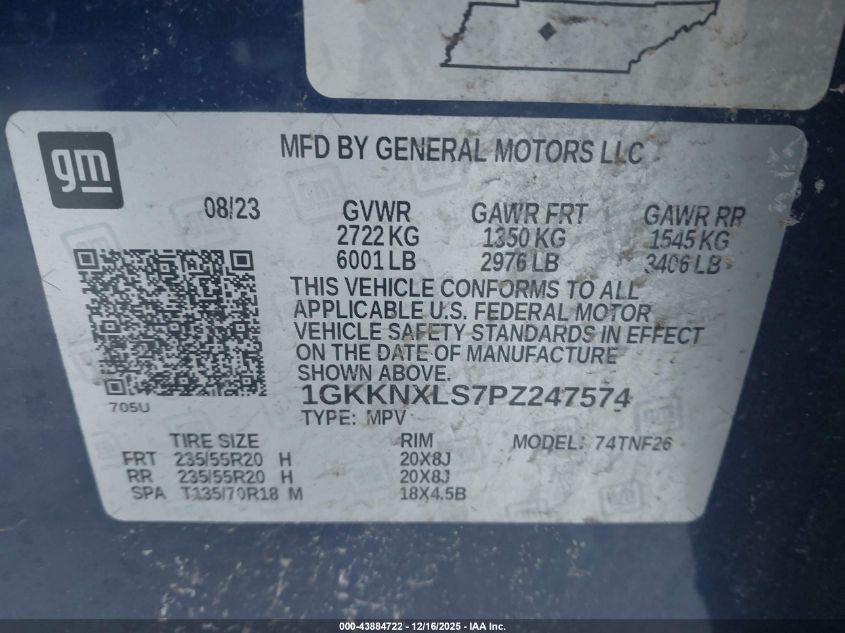 gm
MFD BY GENERAL MOTORS LLC
08/23 GVWR GAWR FRT GAWR RR
2722 KG 1350 KG 1545 KG
6001 LB 2976 LB 3406 LB
THIS VEHICLE CONFORMS TO ALL
APPLICABLE U.S. FEDERAL MOTOR
VEHICLE SAFETY STANDARDS IN EFFECT
ON THE DATE OF MANUFACTURE
SHOWN ABOVE.
1GKKNXLS7PZ247574
705U
TYPE: MPV
TIRE SIZE RIM MODEL: 74TNF26
FRT 235/55R20 H 20X8J
RR 235/55R20 H 20X8J
SPA T135/70R18 M 18X4.5B
000-43884722 - 12/16/2025 - IAA Inc.